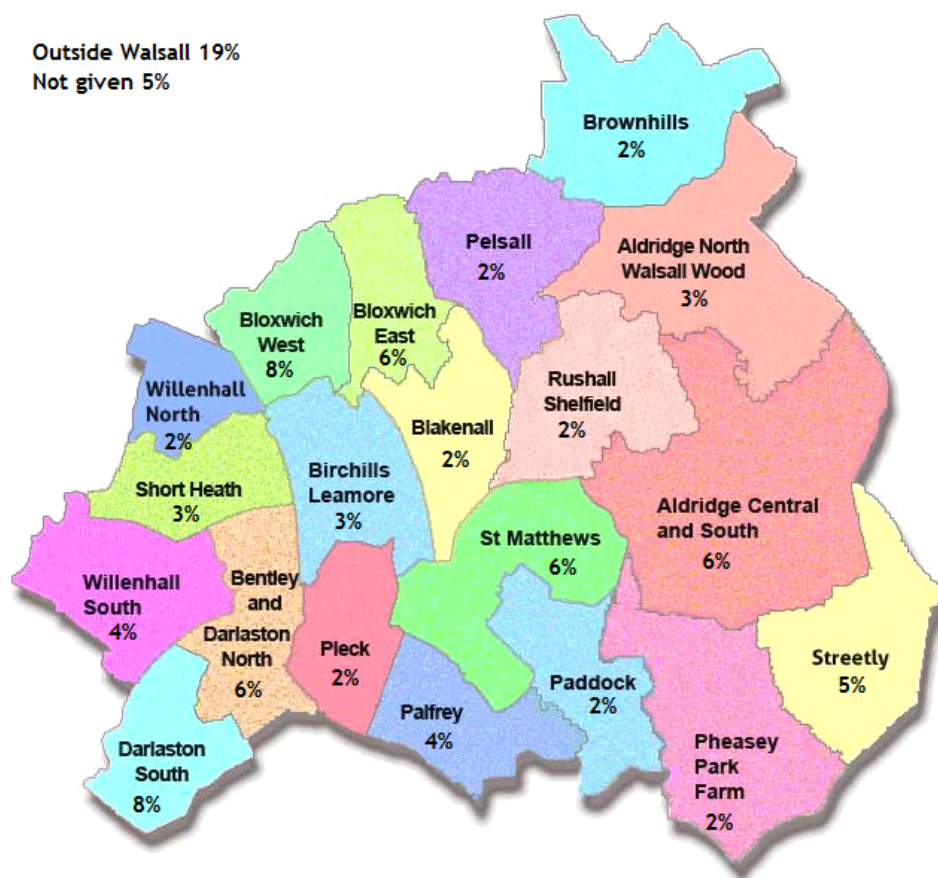 Outside Walsall 19%
Not given 5%
Brownhills
2%
Pelsall
2%
Aldridge North
Walsall Wood
3%
Bloxwich
East
6%
Bloxwich
West
8%
Willenhall
North
2%
Rushall
Shelfield
2%
Blakenall
2%
Birchills
Leamore
3%
Short Heath
3%
Aldridge Central
and South
6%
St Matthews
6%
Willenhall
South
4%
Bentley
and
Darlaston
North
6%
Pleck
2%
Streetly
5%
Paddock
2%
Palfrey
4%
Darlaston
South
8%
Pheasey
Park
Farm
2%